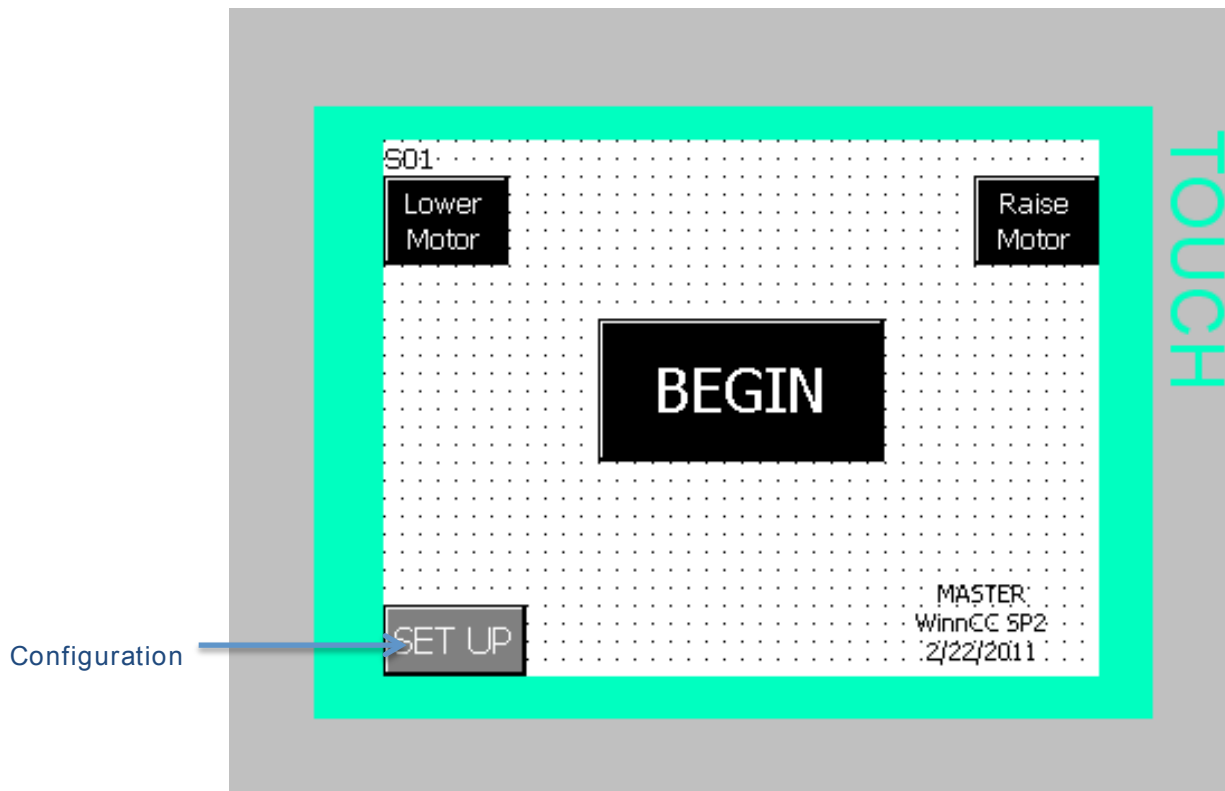 S01
Lower
Motor
Raise
Motor
TOUCH
BEGIN
MASTER
WinnCC SP2
2/22/2011
SET UP
Configuration